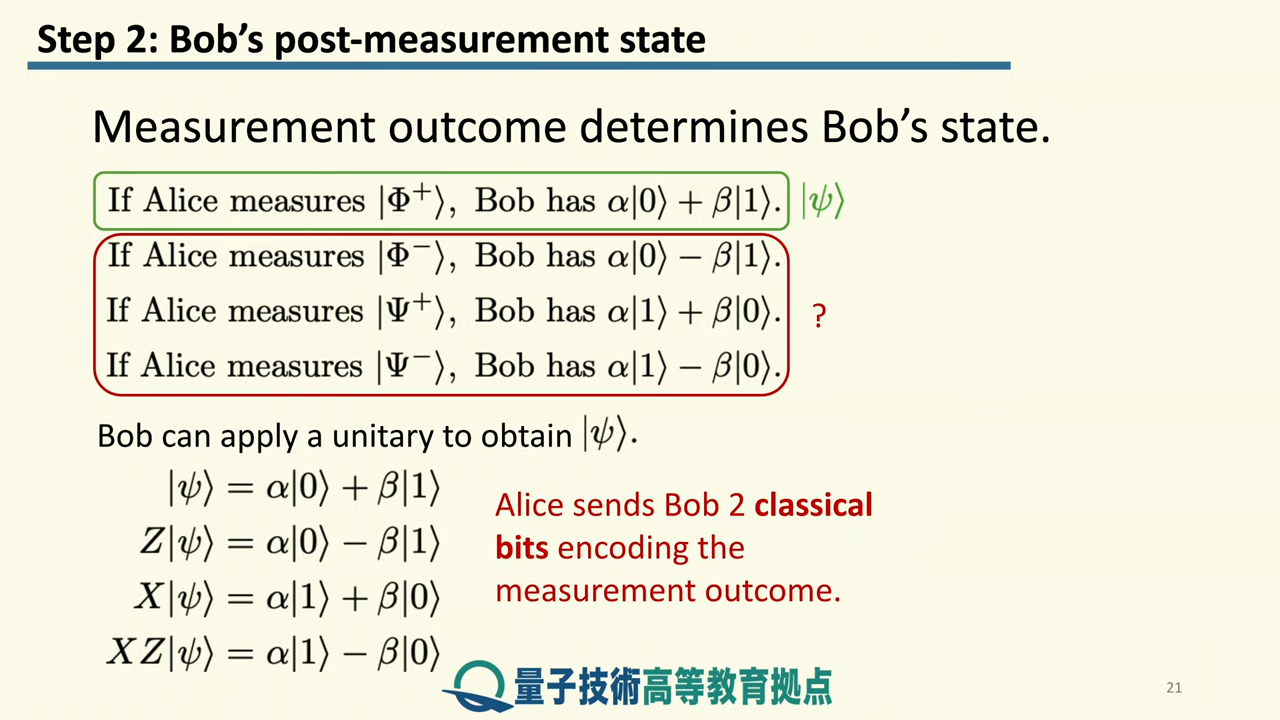 Step 2: Bob’s post-measurement state
Measurement outcome determines Bob’s state.
If Alice measures |Φ⁺⟩, Bob has α|0⟩ + β|1⟩. |ψ⟩
If Alice measures |Φ⁻⟩, Bob has α|0⟩ − β|1⟩.
If Alice measures |Ψ⁺⟩, Bob has α|1⟩ + β|0⟩. ?
If Alice measures |Ψ⁻⟩, Bob has α|1⟩ − β|0⟩.
Bob can apply a unitary to obtain |ψ⟩.
|ψ⟩ = α|0⟩ + β|1⟩
Z|ψ⟩ = α|0⟩ − β|1⟩
X|ψ⟩ = α|1⟩ + β|0⟩
XZ|ψ⟩ = α|1⟩ − β|0⟩
Alice sends Bob 2 classical
bits encoding the
measurement outcome.
量子技術高等教育拠点
21